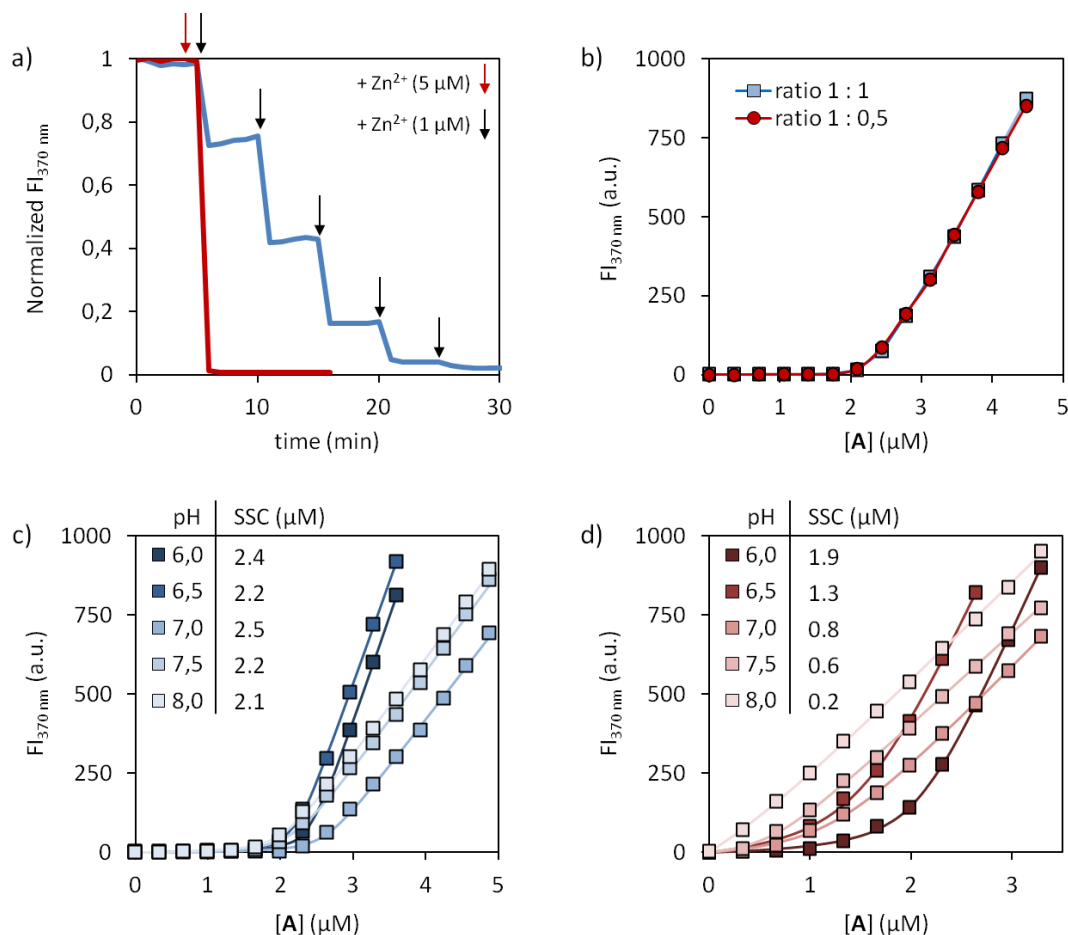 a)
Normalized FI370 nm
1
0,8
0,6
0,4
0,2
0
+ Zn2+ (5 µM)
+ Zn2+ (1 µM)
0 10 20 30
time (min)
b)
FI370 nm (a.u.)
1000
750
500
250
0
ratio 1 : 1
ratio 1 : 0,5
0 1 2 3 4 5
[A] (µM)
c)
FI370 nm (a.u.)
1000
750
500
250
0
pH SSC (µM)
6,0 2.4
6,5 2.2
7,0 2.5
7,5 2.2
8,0 2.1
0 1 2 3 4 5
[A] (µM)
d)
FI370 nm (a.u.)
1000
750
500
250
0
pH SSC (µM)
6,0 1.9
6,5 1.3
7,0 0.8
7,5 0.6
8,0 0.2
0 1 2 3
[A] (µM)